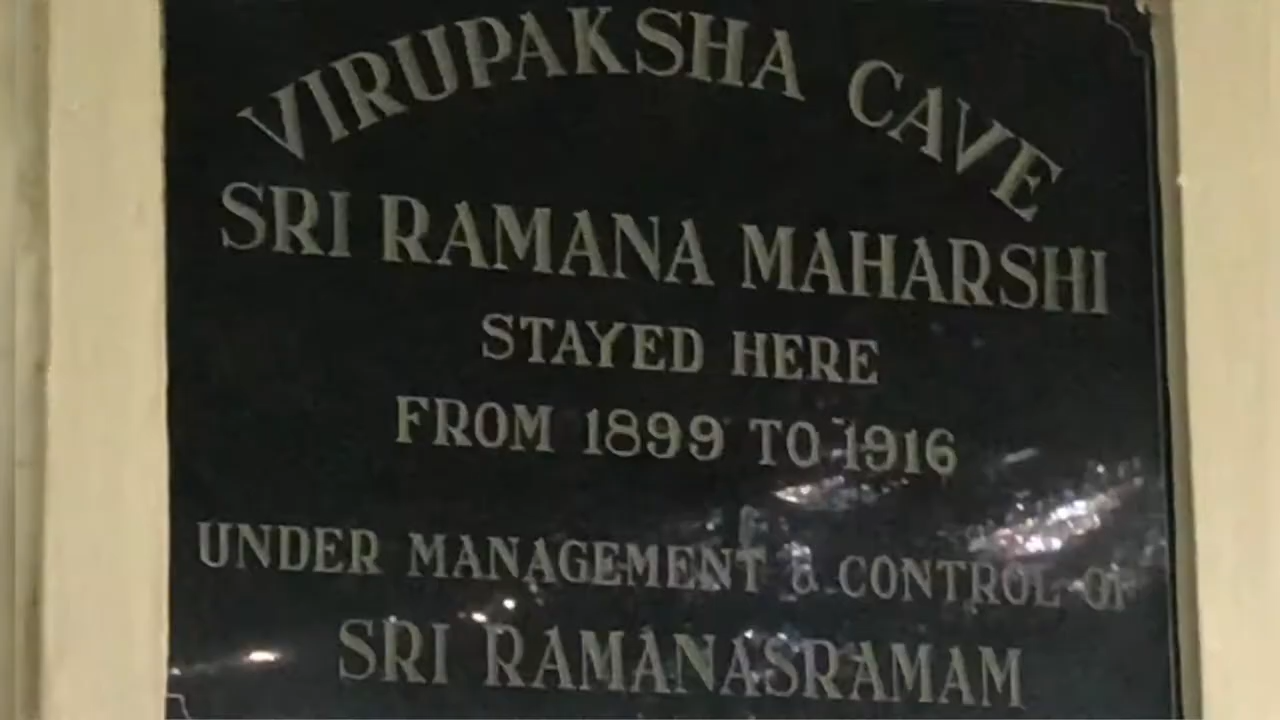 VIRUPAKSHA CAVE
SRI RAMANA MAHARSHI
STAYED HERE
FROM 1899 TO 1916
UNDER MANAGEMENT & CONTROL OF
SRI RAMANASRAMAM